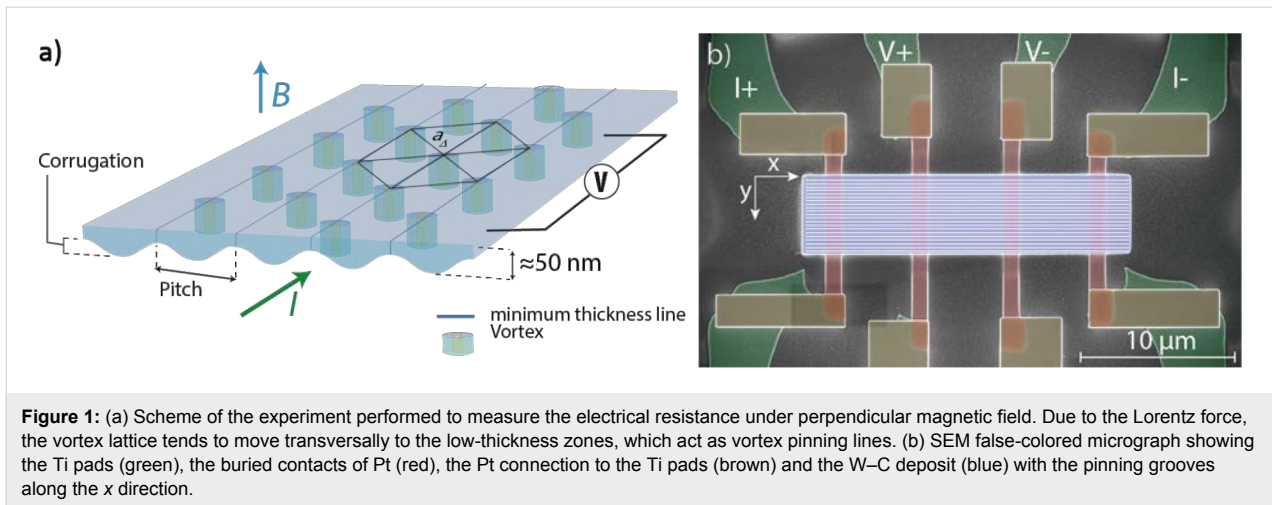 a)
B
a△
Corrugation
V
≈50 nm
Pitch
I
minimum thickness line
Vortex
b)
V+
V-
I+
I-
x
y
10 µm
Figure 1: (a) Scheme of the experiment performed to measure the electrical resistance under perpendicular magnetic field. Due to the Lorentz force,
the vortex lattice tends to move transversally to the low-thickness zones, which act as vortex pinning lines. (b) SEM false-colored micrograph showing
the Ti pads (green), the buried contacts of Pt (red), the Pt connection to the Ti pads (brown) and the W–C deposit (blue) with the pinning grooves
along the x direction.